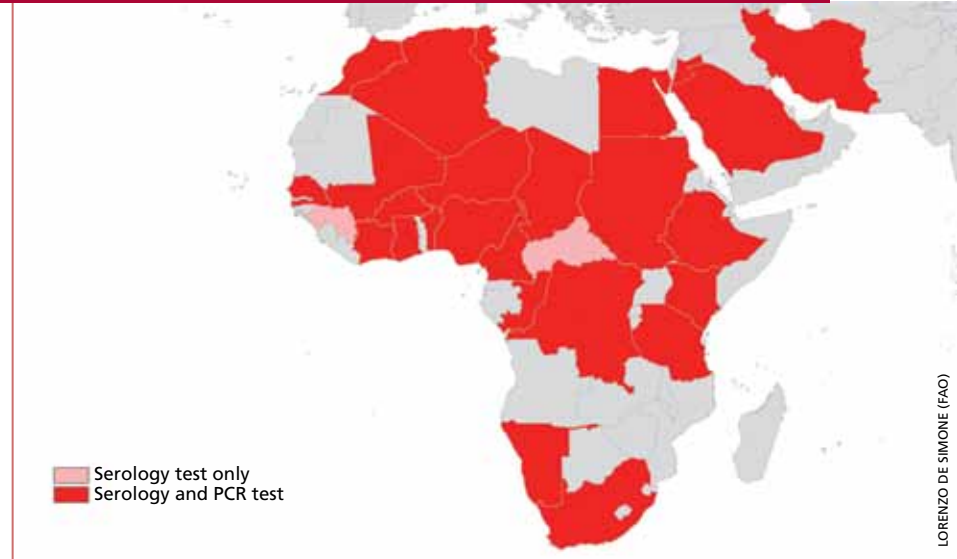 Serology test only
Serology and PCR test
LORENZO DE SIMONE (FAO)